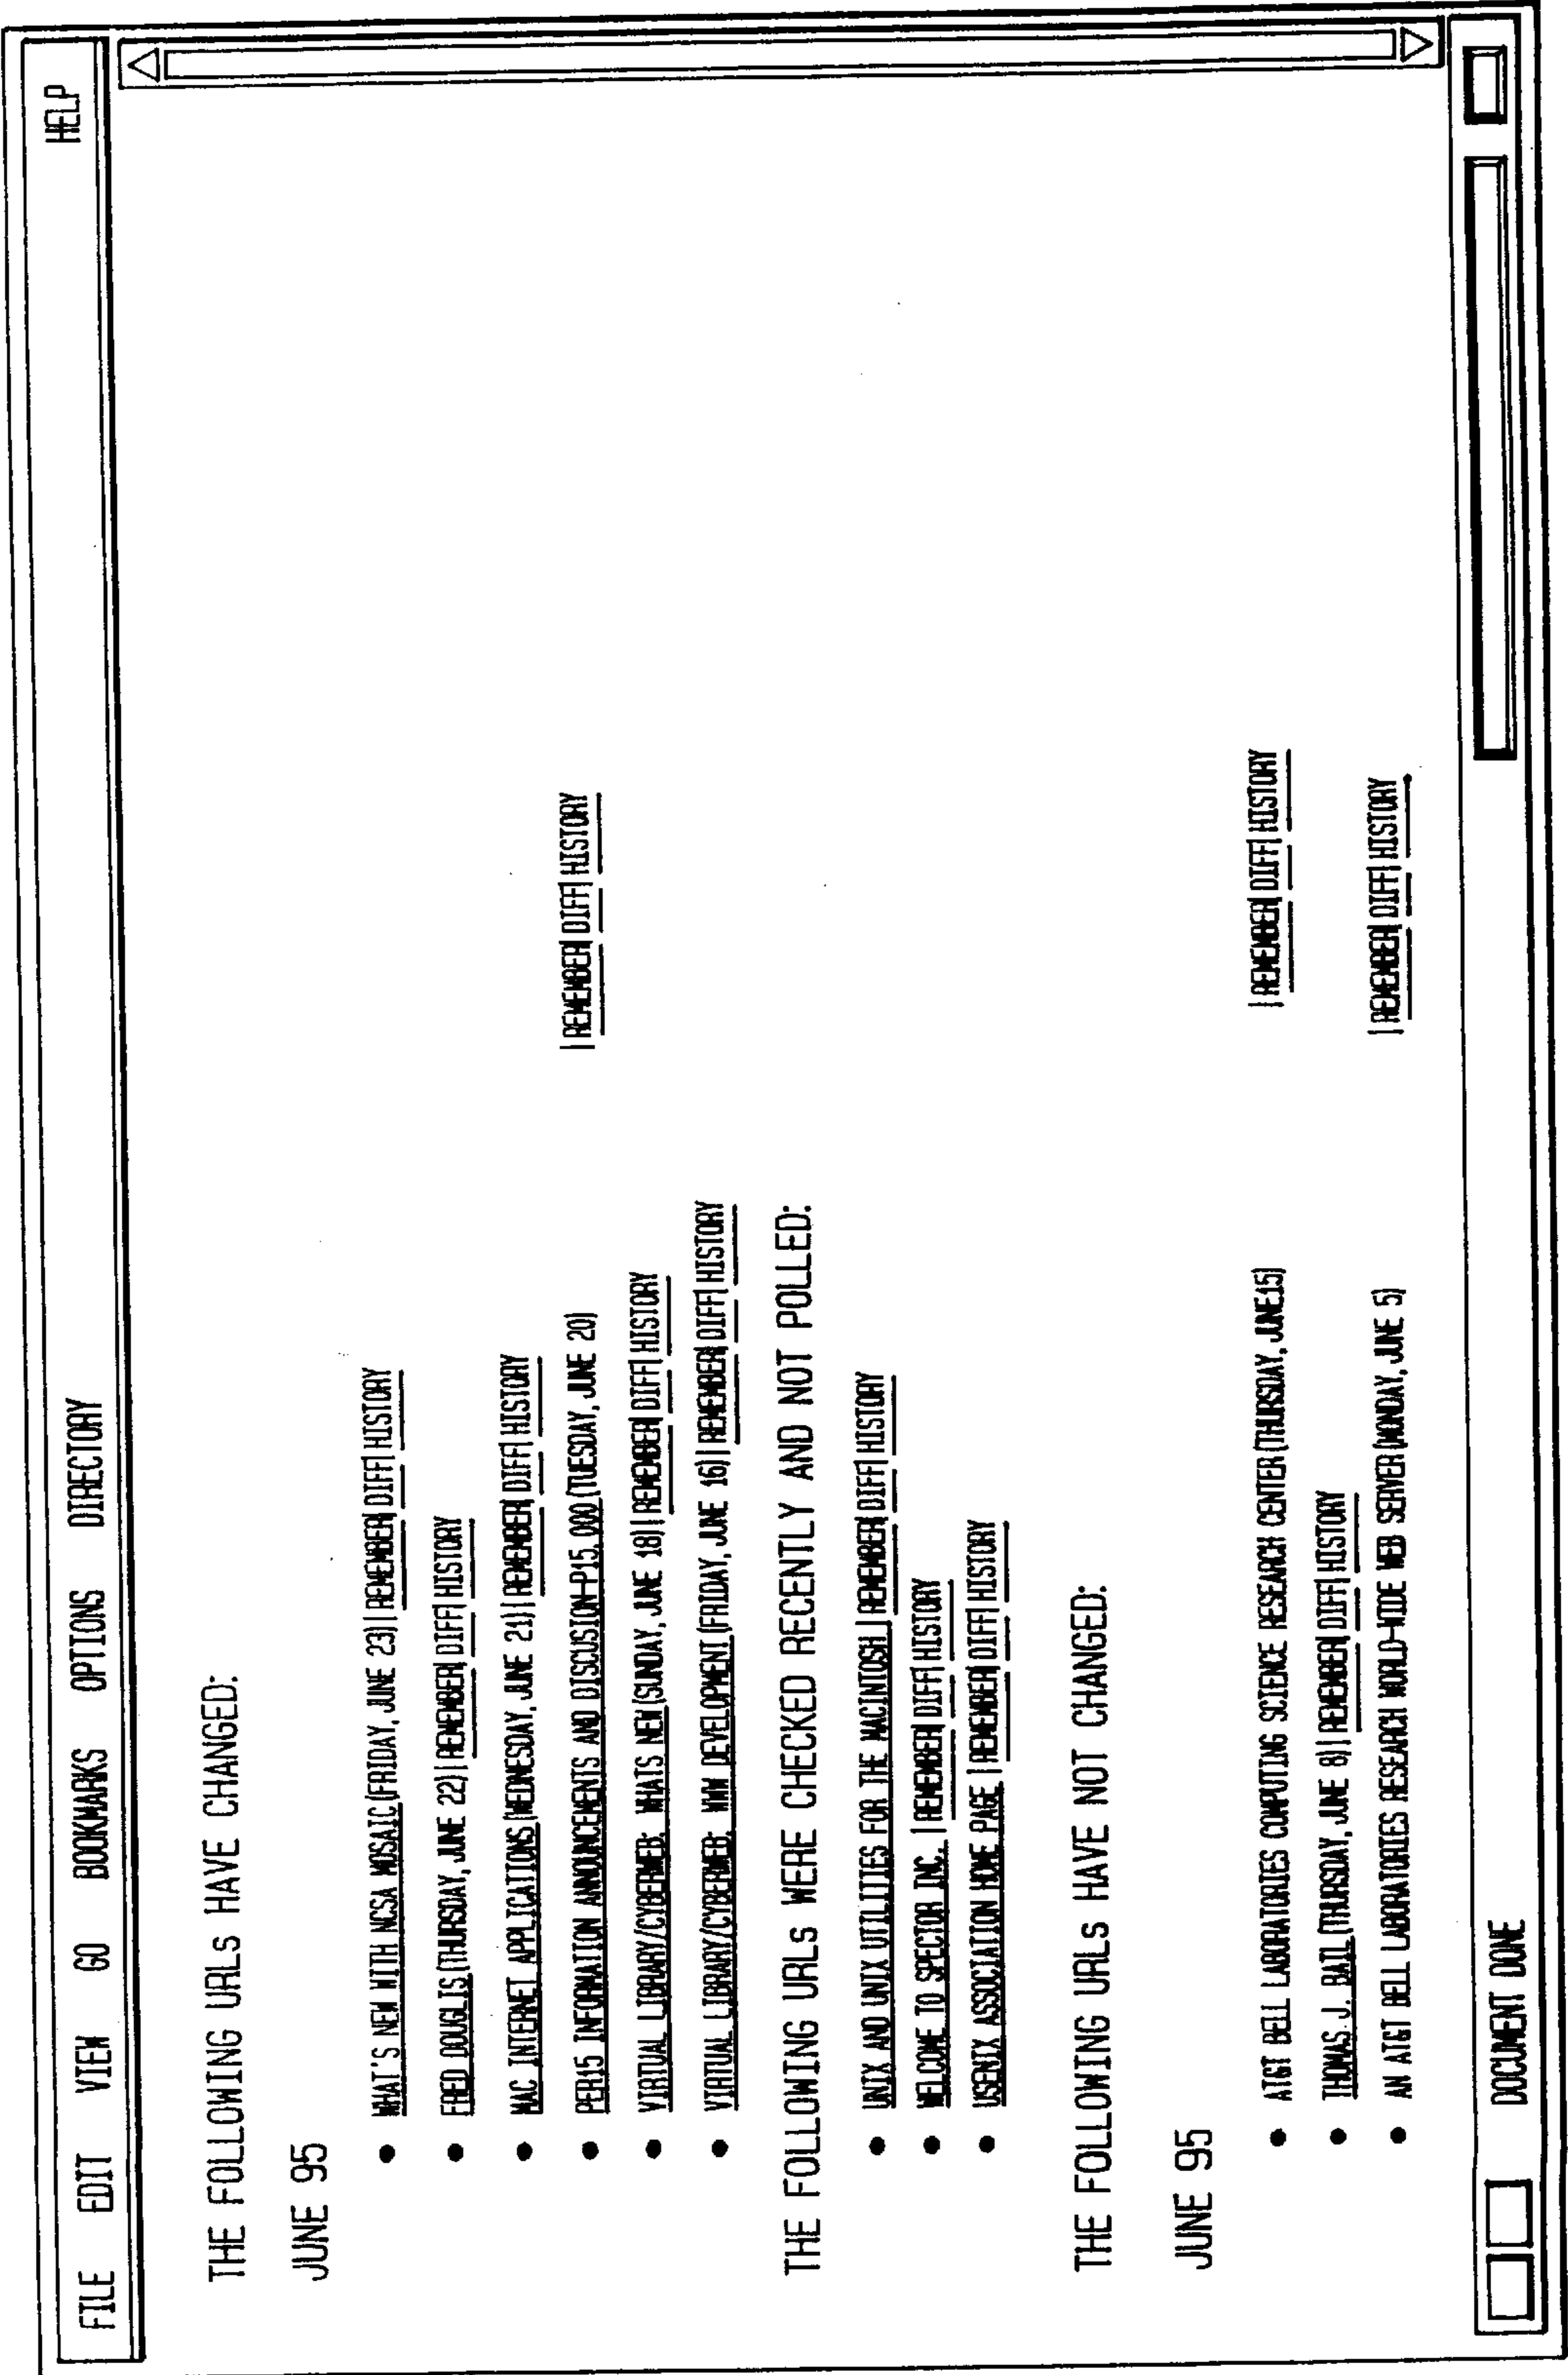 FILE EDIT VIEW GO BOOKMARKS OPTIONS DIRECTORY HELP
THE FOLLOWING URLs HAVE CHANGED:
JUNE 95
• WHAT'S NEW WITH NCSA MOSAIC (FRIDAY, JUNE 23) | REMEMBER | DIFF | HISTORY
• FRED DOUGLIS (THURSDAY, JUNE 22) | REMEMBER | DIFF | HISTORY
• MAC INTERNET APPLICATIONS (WEDNESDAY, JUNE 21) | REMEMBER | DIFF | HISTORY
• PER15 INFORMATION ANNOUNCEMENTS AND DISCUSION-P15.000 (TUESDAY, JUNE 20) | REMEMBER | DIFF | HISTORY
• VIRTUAL LIBRARY/CYBERWEB: WHATS NEW (SUNDAY, JUNE 18) | REMEMBER | DIFF | HISTORY
• VIRTUAL LIBRARY/CYBERWEB: WWW DEVELOPMENT (FRIDAY, JUNE 16) | REMEMBER | DIFF | HISTORY
THE FOLLOWING URLs WERE CHECKED RECENTLY AND NOT POLLED:
• UNIX AND UNIX UTILITIES FOR THE MACINTOSH | REMEMBER | DIFF | HISTORY
• WELCOME TO SPECTOR INC. | REMEMBER | DIFF | HISTORY
• USENIX ASSOCIATION HOME PAGE | REMEMBER | DIFF | HISTORY
THE FOLLOWING URLs HAVE NOT CHANGED:
JUNE 95
• ATGT BELL LABORATORIES COMPUTING SCIENCE RESEARCH CENTER (THURSDAY, JUNE 15) | REMEMBER | DIFF | HISTORY
• THOMAS. J. BATL (THURSDAY, JUNE 8) | REMEMBER | DIFF | HISTORY
• AN ATGT BELL LABORATORIES RESEARCH WORLD-WIDE WEB SERVER (MONDAY, JUNE 5) | REMEMBER | DIFF | HISTORY
DOCUMENT DONE